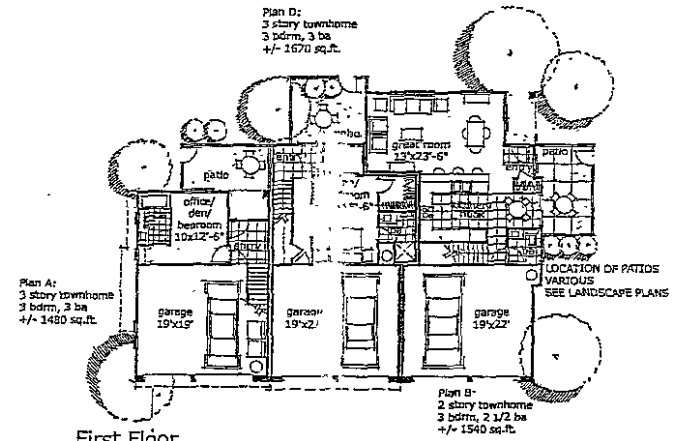 Plan D:
3 story townhome
3 bdrm, 3 ba
+/- 1670 sq.ft.
great room
13'x23'-6"
patio
patio
office/
den/
bedroom
10x12'-6"
entry
Plan A:
3 story townhome
3 bdrm, 3 ba
+/- 1480 sq.ft.
LOCATION OF PATIOS
VARIOUS
SEE LANDSCAPE PLANS
garage
19'x19'
garage
garage
19'x22'
Plan B-
2 story townhome
3 bdrm, 2 1/2 ba
+/- 1540 sq.ft.
First Floor